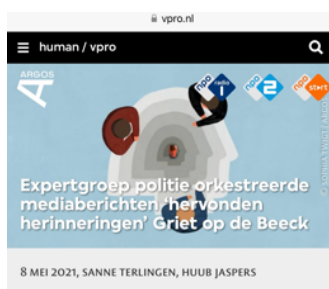 vpro.nl
human / vpro
ARGOS
npo radio 1
npo 2
npo start
Expertgroep politie orkestreerde
mediaberichten ‘hervonden
herinneringen’ Griet op de Beeck
8 MEI 2021, SANNE TERLINGEN, HUUB JASPERS